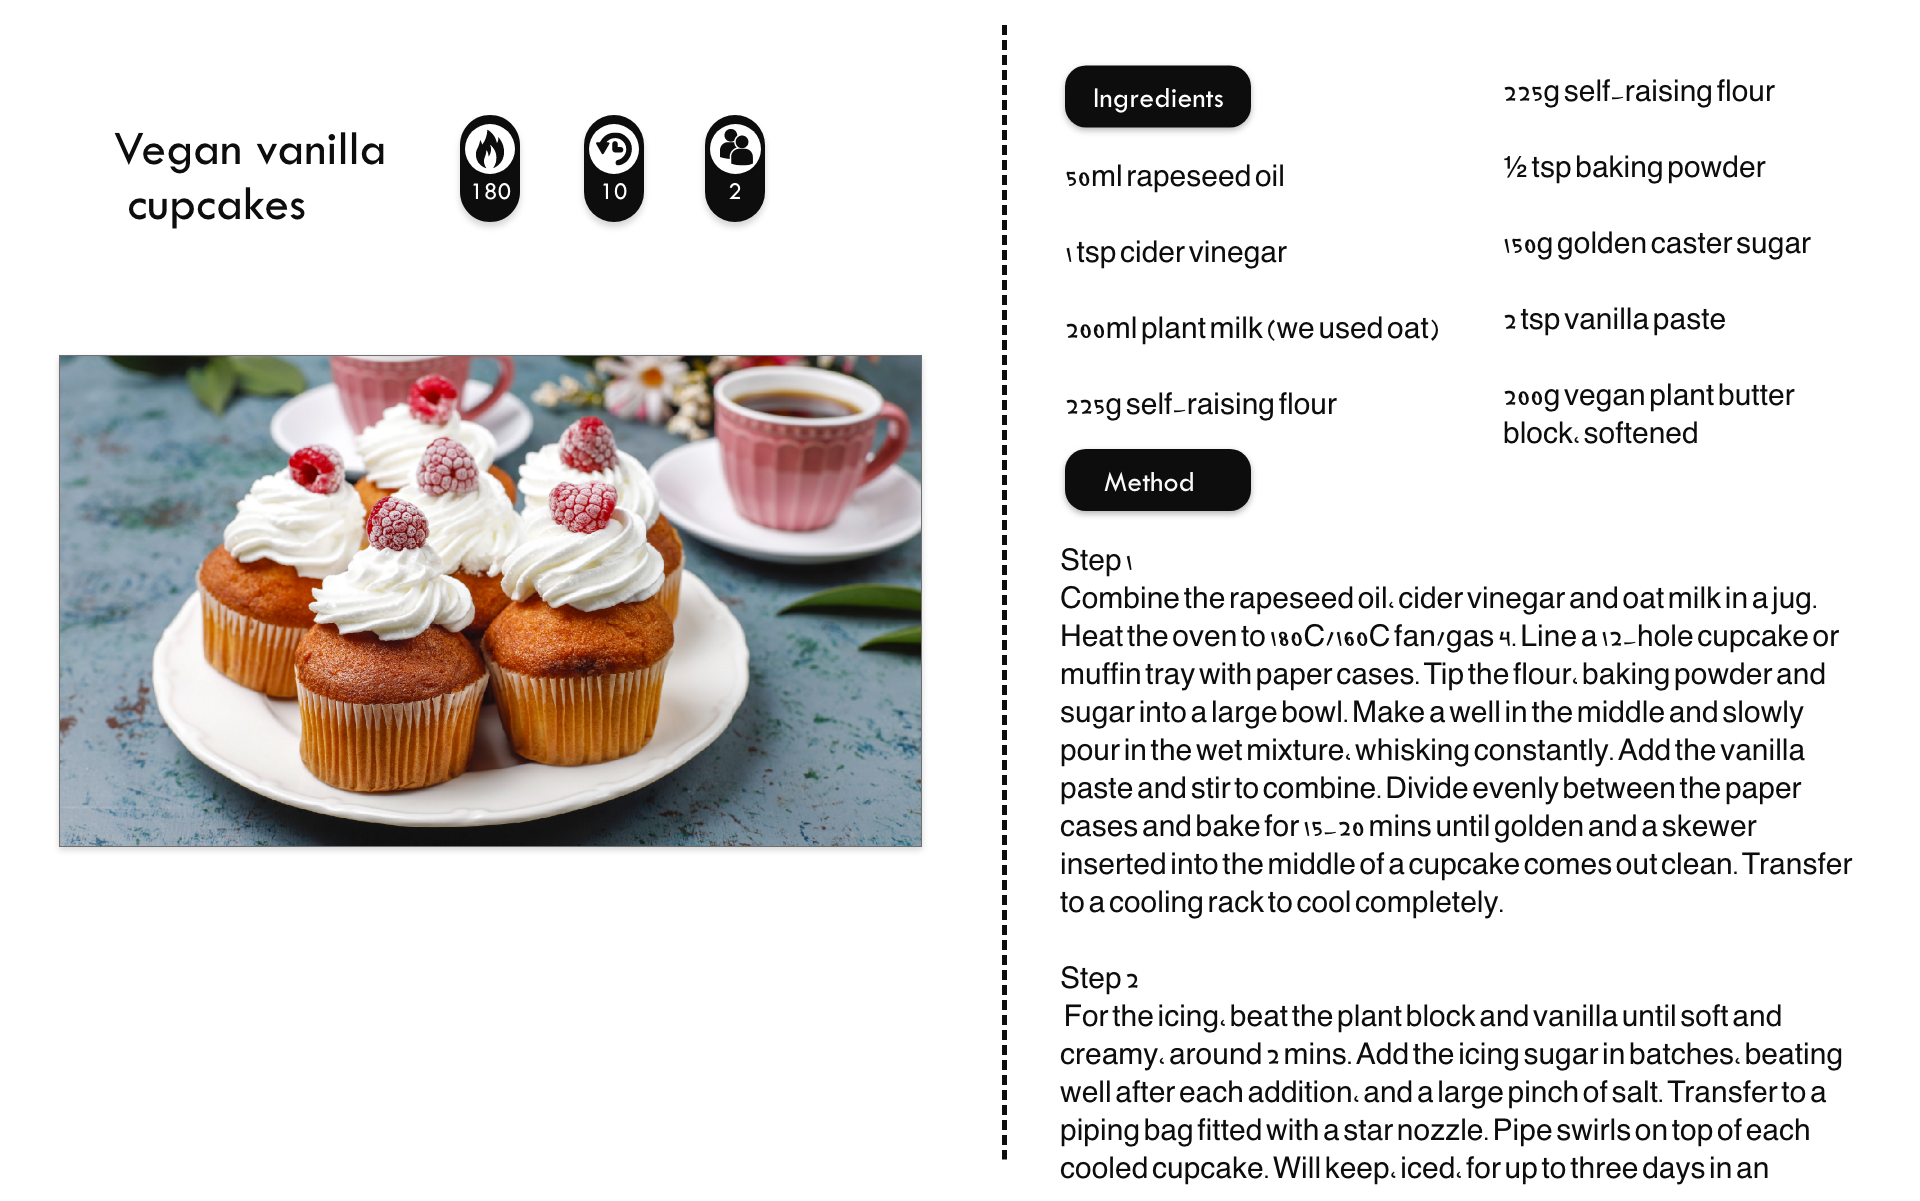 Vegan vanilla
cupcakes
180
10
2
Ingredients
50ml rapeseed oil
1 tsp cider vinegar
200ml plant milk (we used oat)
225g self-raising flour
225g self-raising flour
½ tsp baking powder
150g golden caster sugar
2 tsp vanilla paste
200g vegan plant butter
block, softened
Method
Step 1
Combine the rapeseed oil, cider vinegar and oat milk in a jug.
Heat the oven to 180C/160C fan/gas 4. Line a 12-hole cupcake or
muffin tray with paper cases. Tip the flour, baking powder and
sugar into a large bowl. Make a well in the middle and slowly
pour in the wet mixture, whisking constantly. Add the vanilla
paste and stir to combine. Divide evenly between the paper
cases and bake for 15-20 mins until golden and a skewer
inserted into the middle of a cupcake comes out clean. Transfer
to a cooling rack to cool completely.
Step 2
For the icing, beat the plant block and vanilla until soft and
creamy, around 2 mins. Add the icing sugar in batches, beating
well after each addition, and a large pinch of salt. Transfer to a
piping bag fitted with a star nozzle. Pipe swirls on top of each
cooled cupcake. Will keep, iced, for up to three days in an